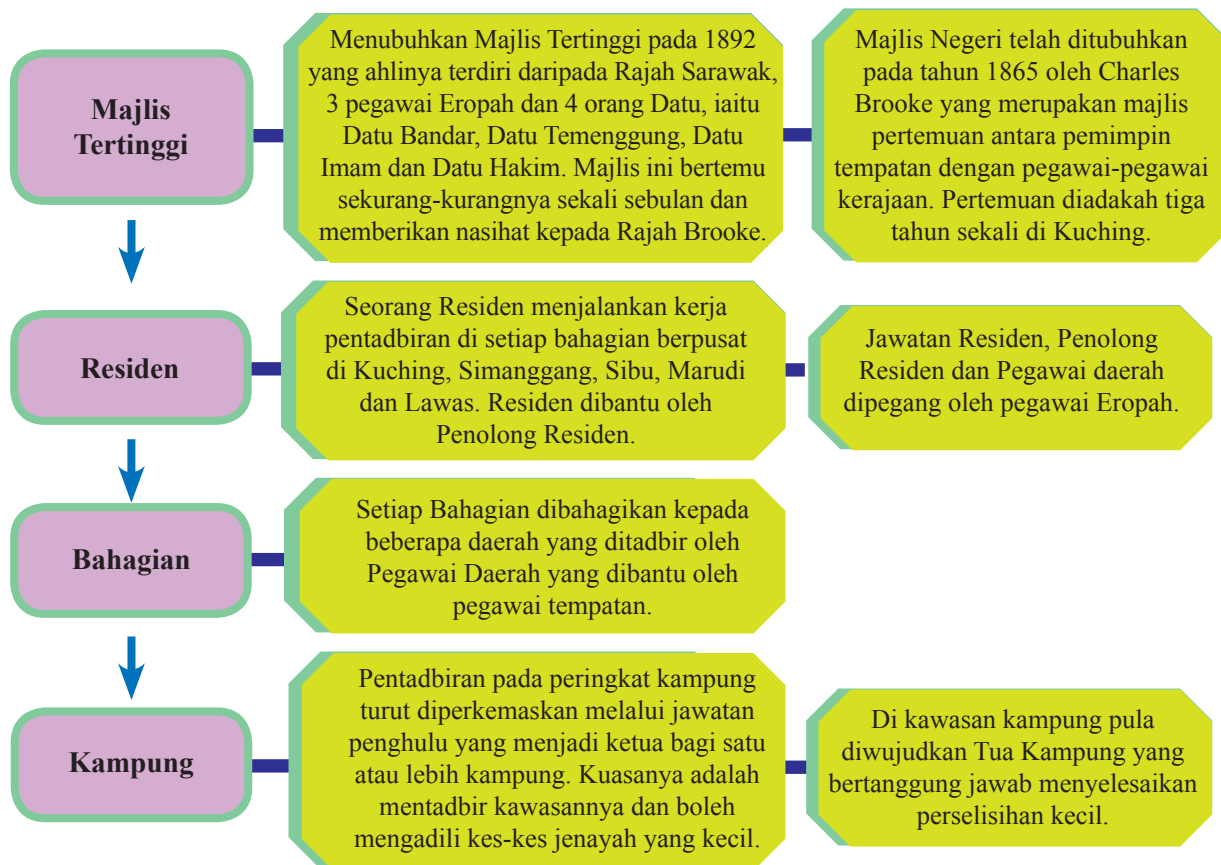 Majlis
Tertinggi
Menubuhkan Majlis Tertinggi pada 1892
yang ahlinya terdiri daripada Rajah Sarawak,
3 pegawai Eropah dan 4 orang Datu, iaitu
Datu Bandar, Datu Temenggung, Datu
Imam dan Datu Hakim. Majlis ini bertemu
sekurang-kurangnya sekali sebulan dan
memberikan nasihat kepada Rajah Brooke.
Majlis Negeri telah ditubuhkan
pada tahun 1865 oleh Charles
Brooke yang merupakan majlis
pertemuan antara pemimpin
tempatan dengan pegawai-pegawai
kerajaan. Pertemuan diadakah tiga
tahun sekali di Kuching.
Residen
Seorang Residen menjalankan kerja
pentadbiran di setiap bahagian berpusat
di Kuching, Simanggang, Sibu, Marudi
dan Lawas. Residen dibantu oleh
Penolong Residen.
Jawatan Residen, Penolong
Residen dan Pegawai daerah
dipegang oleh pegawai Eropah.
Bahagian
Setiap Bahagian dibahagikan kepada
beberapa daerah yang ditadbir oleh
Pegawai Daerah yang dibantu oleh
pegawai tempatan.
Kampung
Pentadbiran pada peringkat kampung
turut diperkemaskan melalui jawatan
penghulu yang menjadi ketua bagi satu
atau lebih kampung. Kuasanya adalah
mentadbir kawasannya dan boleh
mengadili kes-kes jenayah yang kecil.
Di kawasan kampung pula
diwujudkan Tua Kampung yang
bertanggung jawab menyelesaikan
perselisihan kecil.